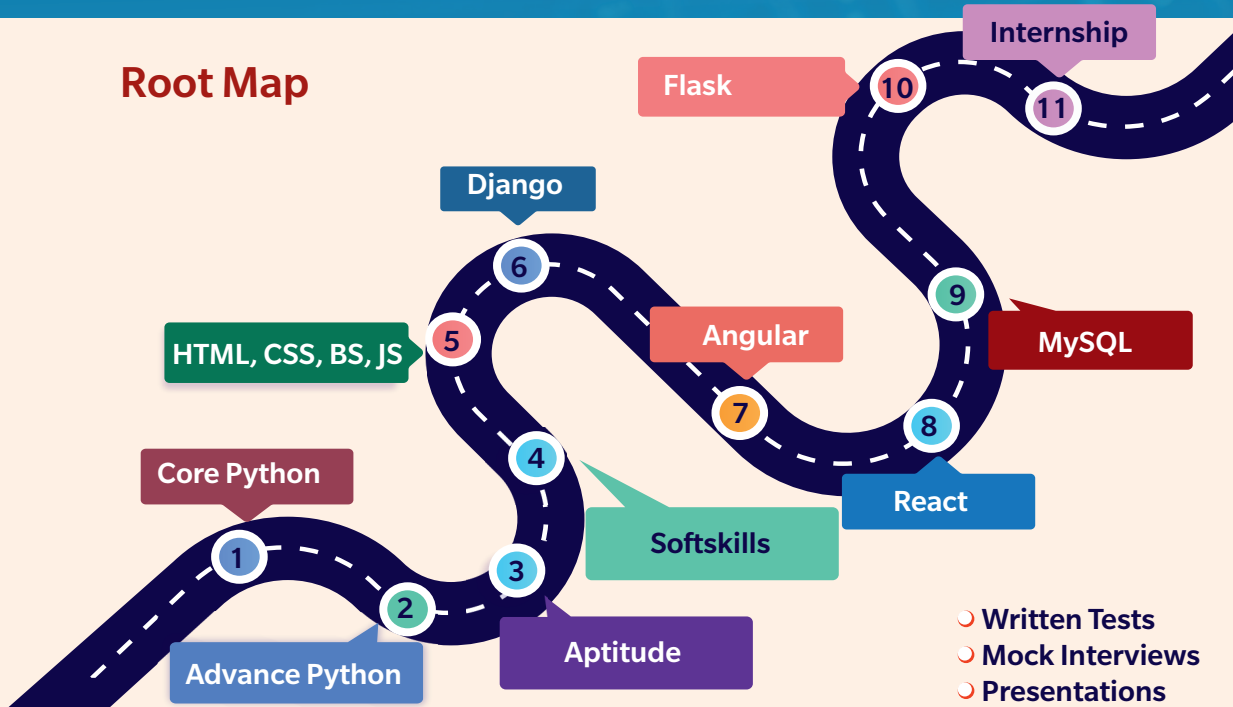 Root Map
Internship
Flask
10
11
Django
6
9
Angular
MySQL
HTML, CSS, BS, JS
5
7
8
4
Core Python
React
Softskills
1
3
2
Aptitude
Advance Python
Written Tests
Mock Interviews
Presentations